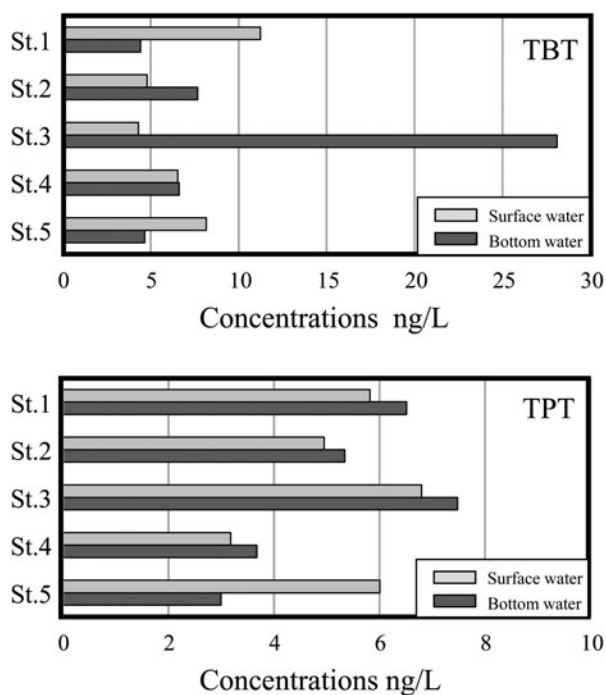 St.1
TBT
St.2
St.3
St.4
St.5
Surface water
Bottom water
0 5 10 15 20 25 30
Concentrations ng/L
St.1
TPT
St.2
St.3
St.4
St.5
Surface water
Bottom water
0 2 4 6 8 10
Concentrations ng/L